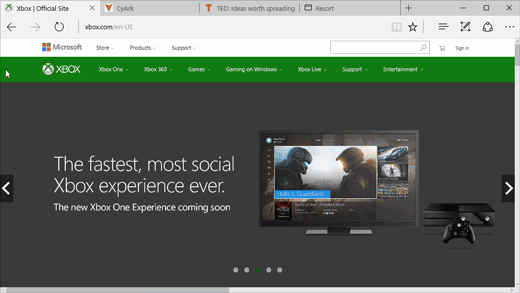 Xbox | Official Site
CyArk
TED: Ideas worth spreading
Resort
xbox.com/en-US
Microsoft
Store
Products
Support
Sign in
XBOX
Xbox One
Xbox 360
Games
Gaming on Windows
Xbox Live
Support
Entertainment
The fastest, most social
Xbox experience ever.
The new Xbox One Experience coming soon
Halo 5: Guardians